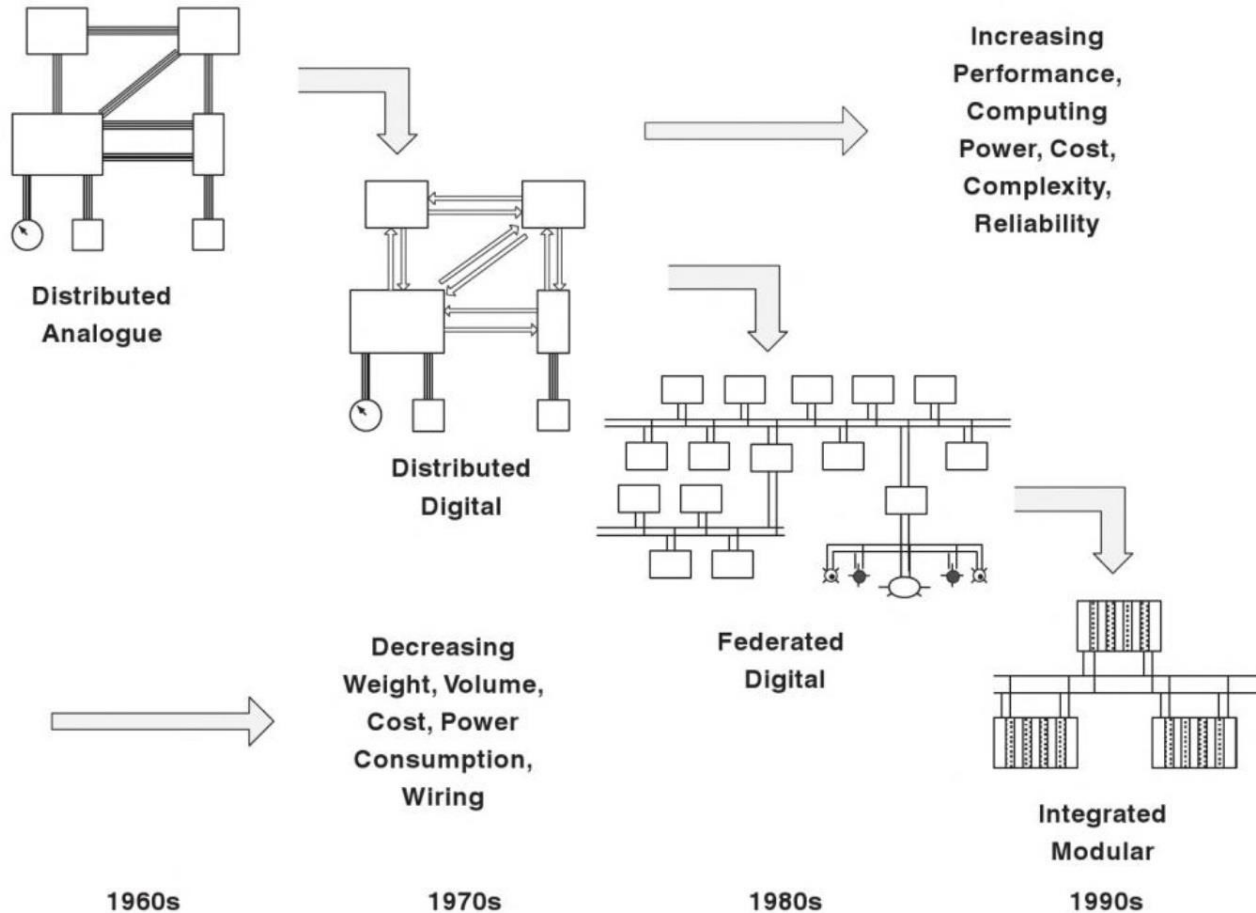 Increasing
Performance,
Computing
Power, Cost,
Complexity,
Reliability
Distributed
Analogue
Distributed
Digital
Federated
Digital
Decreasing
Weight, Volume,
Cost, Power
Consumption,
Wiring
Integrated
Modular
1960s
1970s
1980s
1990s